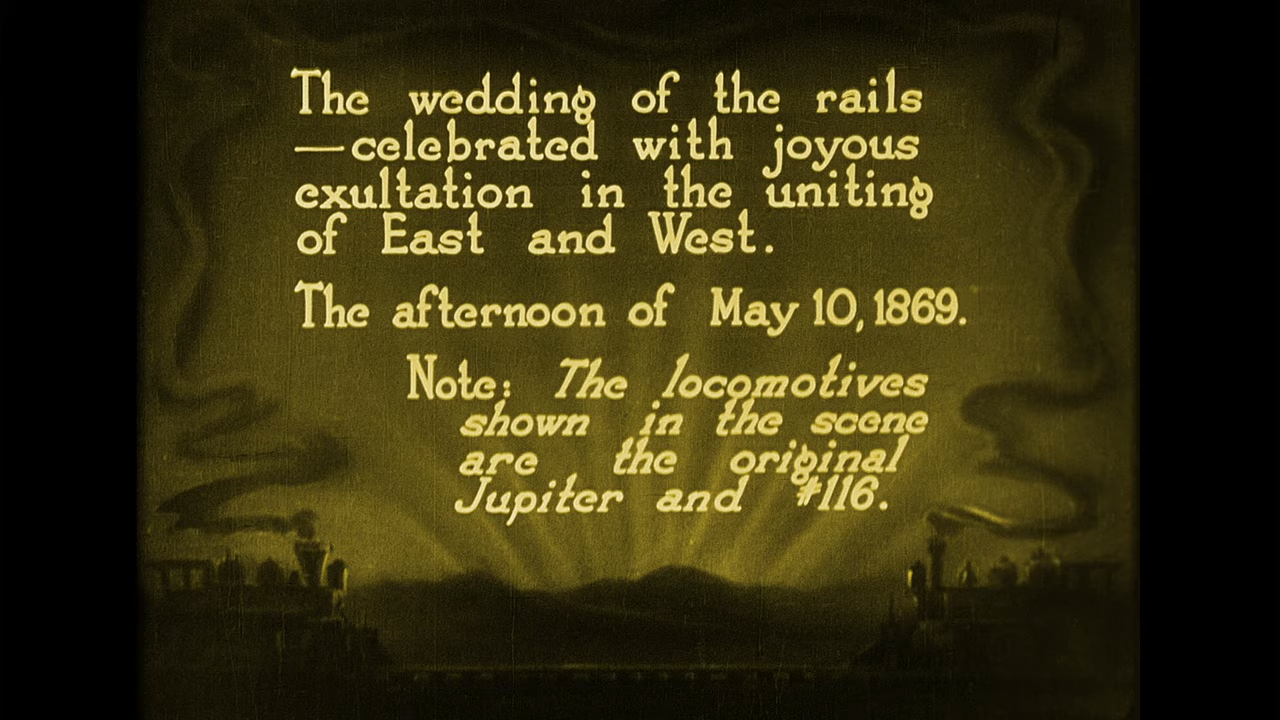 The wedding of the rails
—celebrated with joyous
exultation in the uniting
of East and West.
The afternoon of May 10, 1869.
Note: The locomotives
shown in the scene
are the original
Jupiter and #116.